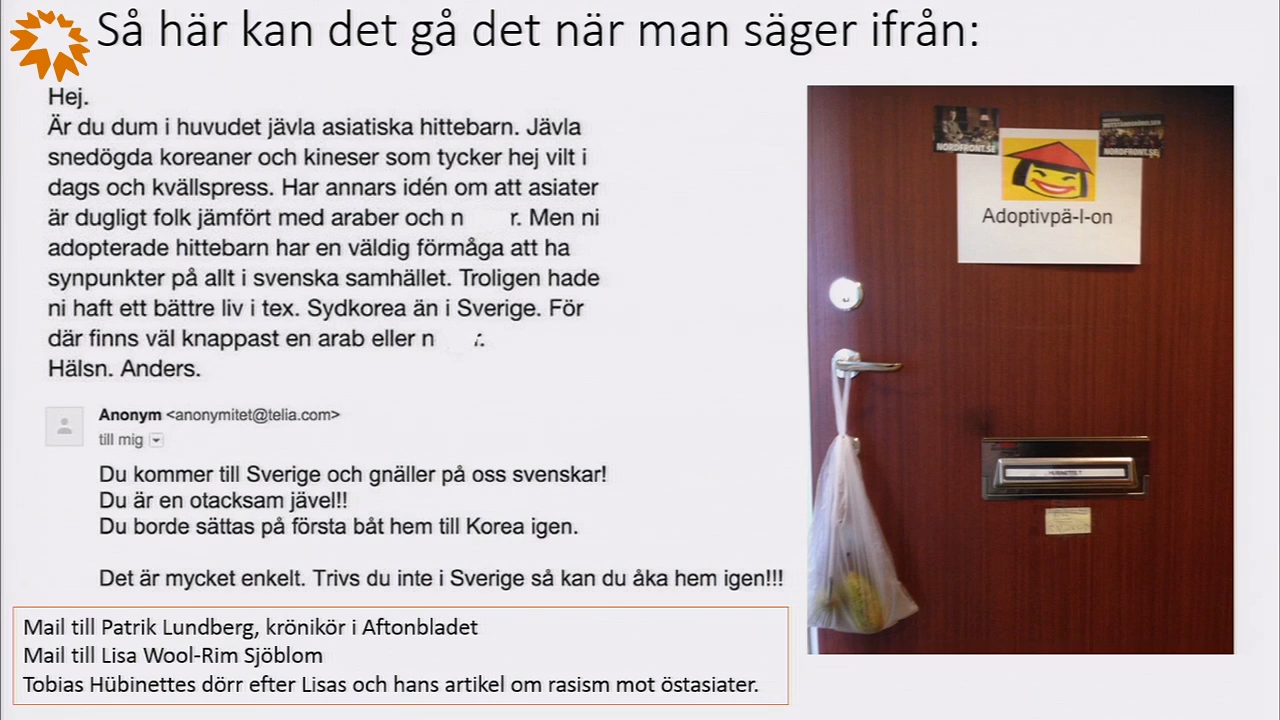 Så här kan det gå det när man säger ifrån:
Hej.
Är du dum i huvudet jävla asiatiska hittebarn. Jävla
snedögda koreaner och kineser som tycker hej vilt i
dags och kvällspress. Har annars idén om att asiater
är dugligt folk jämfört med araber och n r. Men ni
adopterade hittebarn har en väldig förmåga att ha
synpunkter på allt i svenska samhället. Troligen hade
ni haft ett bättre liv i tex. Sydkorea än i Sverige. För
där finns väl knappast en arab eller n r.
Hälsn. Anders.
Anonym <anonymitet@telia.com>
till mig
Du kommer till Sverige och gnäller på oss svenskar!
Du är en otacksam jävel!!
Du borde sättas på första båt hem till Korea igen.
Det är mycket enkelt. Trivs du inte i Sverige så kan du åka hem igen!!!
Mail till Patrik Lundberg, krönikör i Aftonbladet
Mail till Lisa Wool-Rim Sjöblom
Tobias Hübinettes dörr efter Lisas och hans artikel om rasism mot östasiater.
NORDFRONT.SE
MOTSTÅNDSRÖRELSEN
NORDFRONT.SE
Adoptivpä-l-on
HÜBINETTE